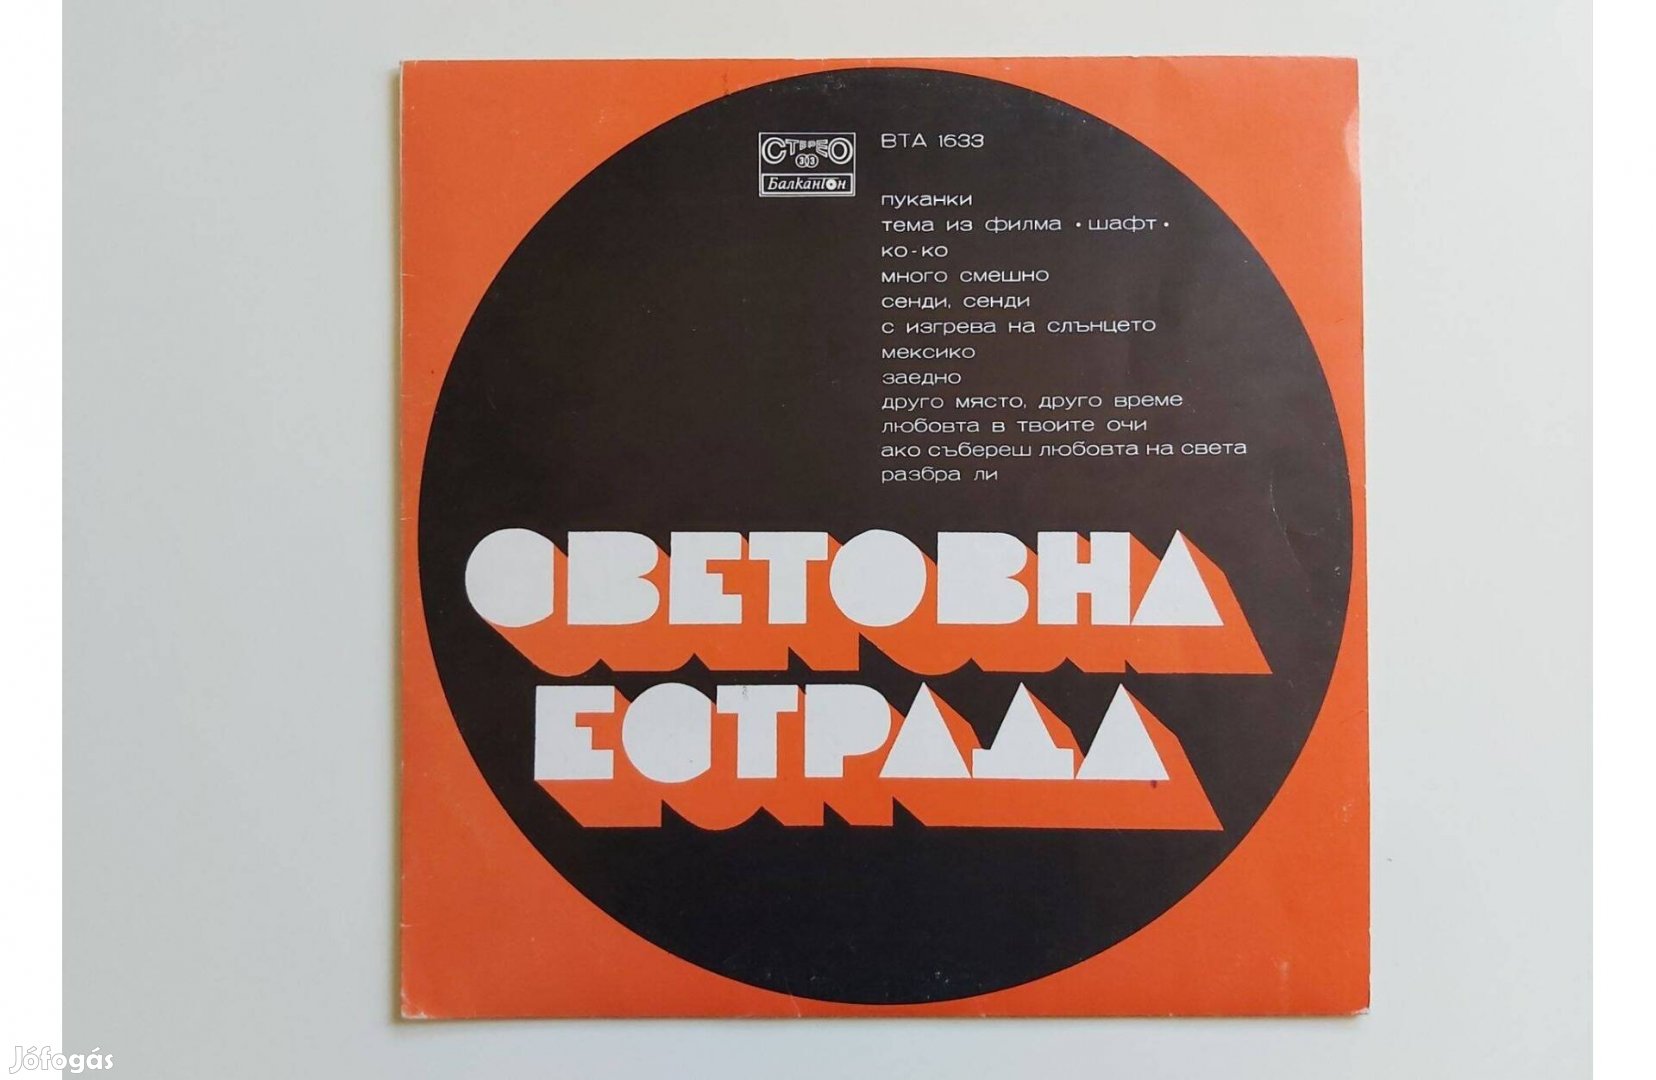 СТЕРЕО
33
Балкантон
ВТА 1633
пуканки
тема из филма • шафт •
ко-ко
много смешно
сенди, сенди
с изгрева на слънцето
мексико
заедно
друго място, друго време
любовта в твоите очи
ако събереш любовта на света
разбра ли
СВЕТОВНА
ЕСТРАДА
Jófogás